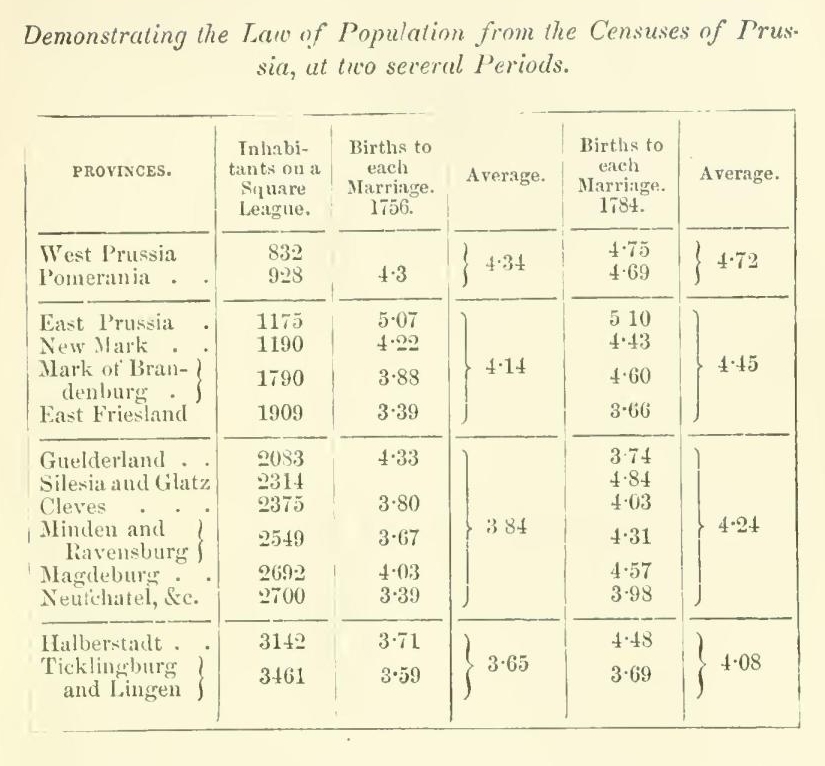 Demonstrating the Law of Population from the Censuses of Prus-
sia, at two several Periods.
PROVINCES. Inhabi- tants on a Square League. Births to each Marriage. 1756. Average. Births to each Marriage. 1784. Average.
West Prussia 832 4·75
4·34 4·72
Pomerania . . 928 4·3 4·69
East Prussia . 1175 5·07 5 10
New Mark . . 1190 4·22 4·43
4·14 4·45
Mark of Bran-
1790 3·88 4·60
denburg .
East Friesland 1909 3·39 3·66
Guelderland . . 2083 4·33 3·74
Silesia and Glatz 2314 4·84
Cleves . . . 2375 3·80 4·03
Minden and
3 84 4·24
2549 3·67 4·31
Ravensburg
Magdeburg . . 2692 4·03 4·57
Neufchatel, &c. 2700 3·39 3·98
Halberstadt . . 3142 3·71 4·48
3·65 4·08
Ticklingburg
3461 3·59 3·69
and Lingen